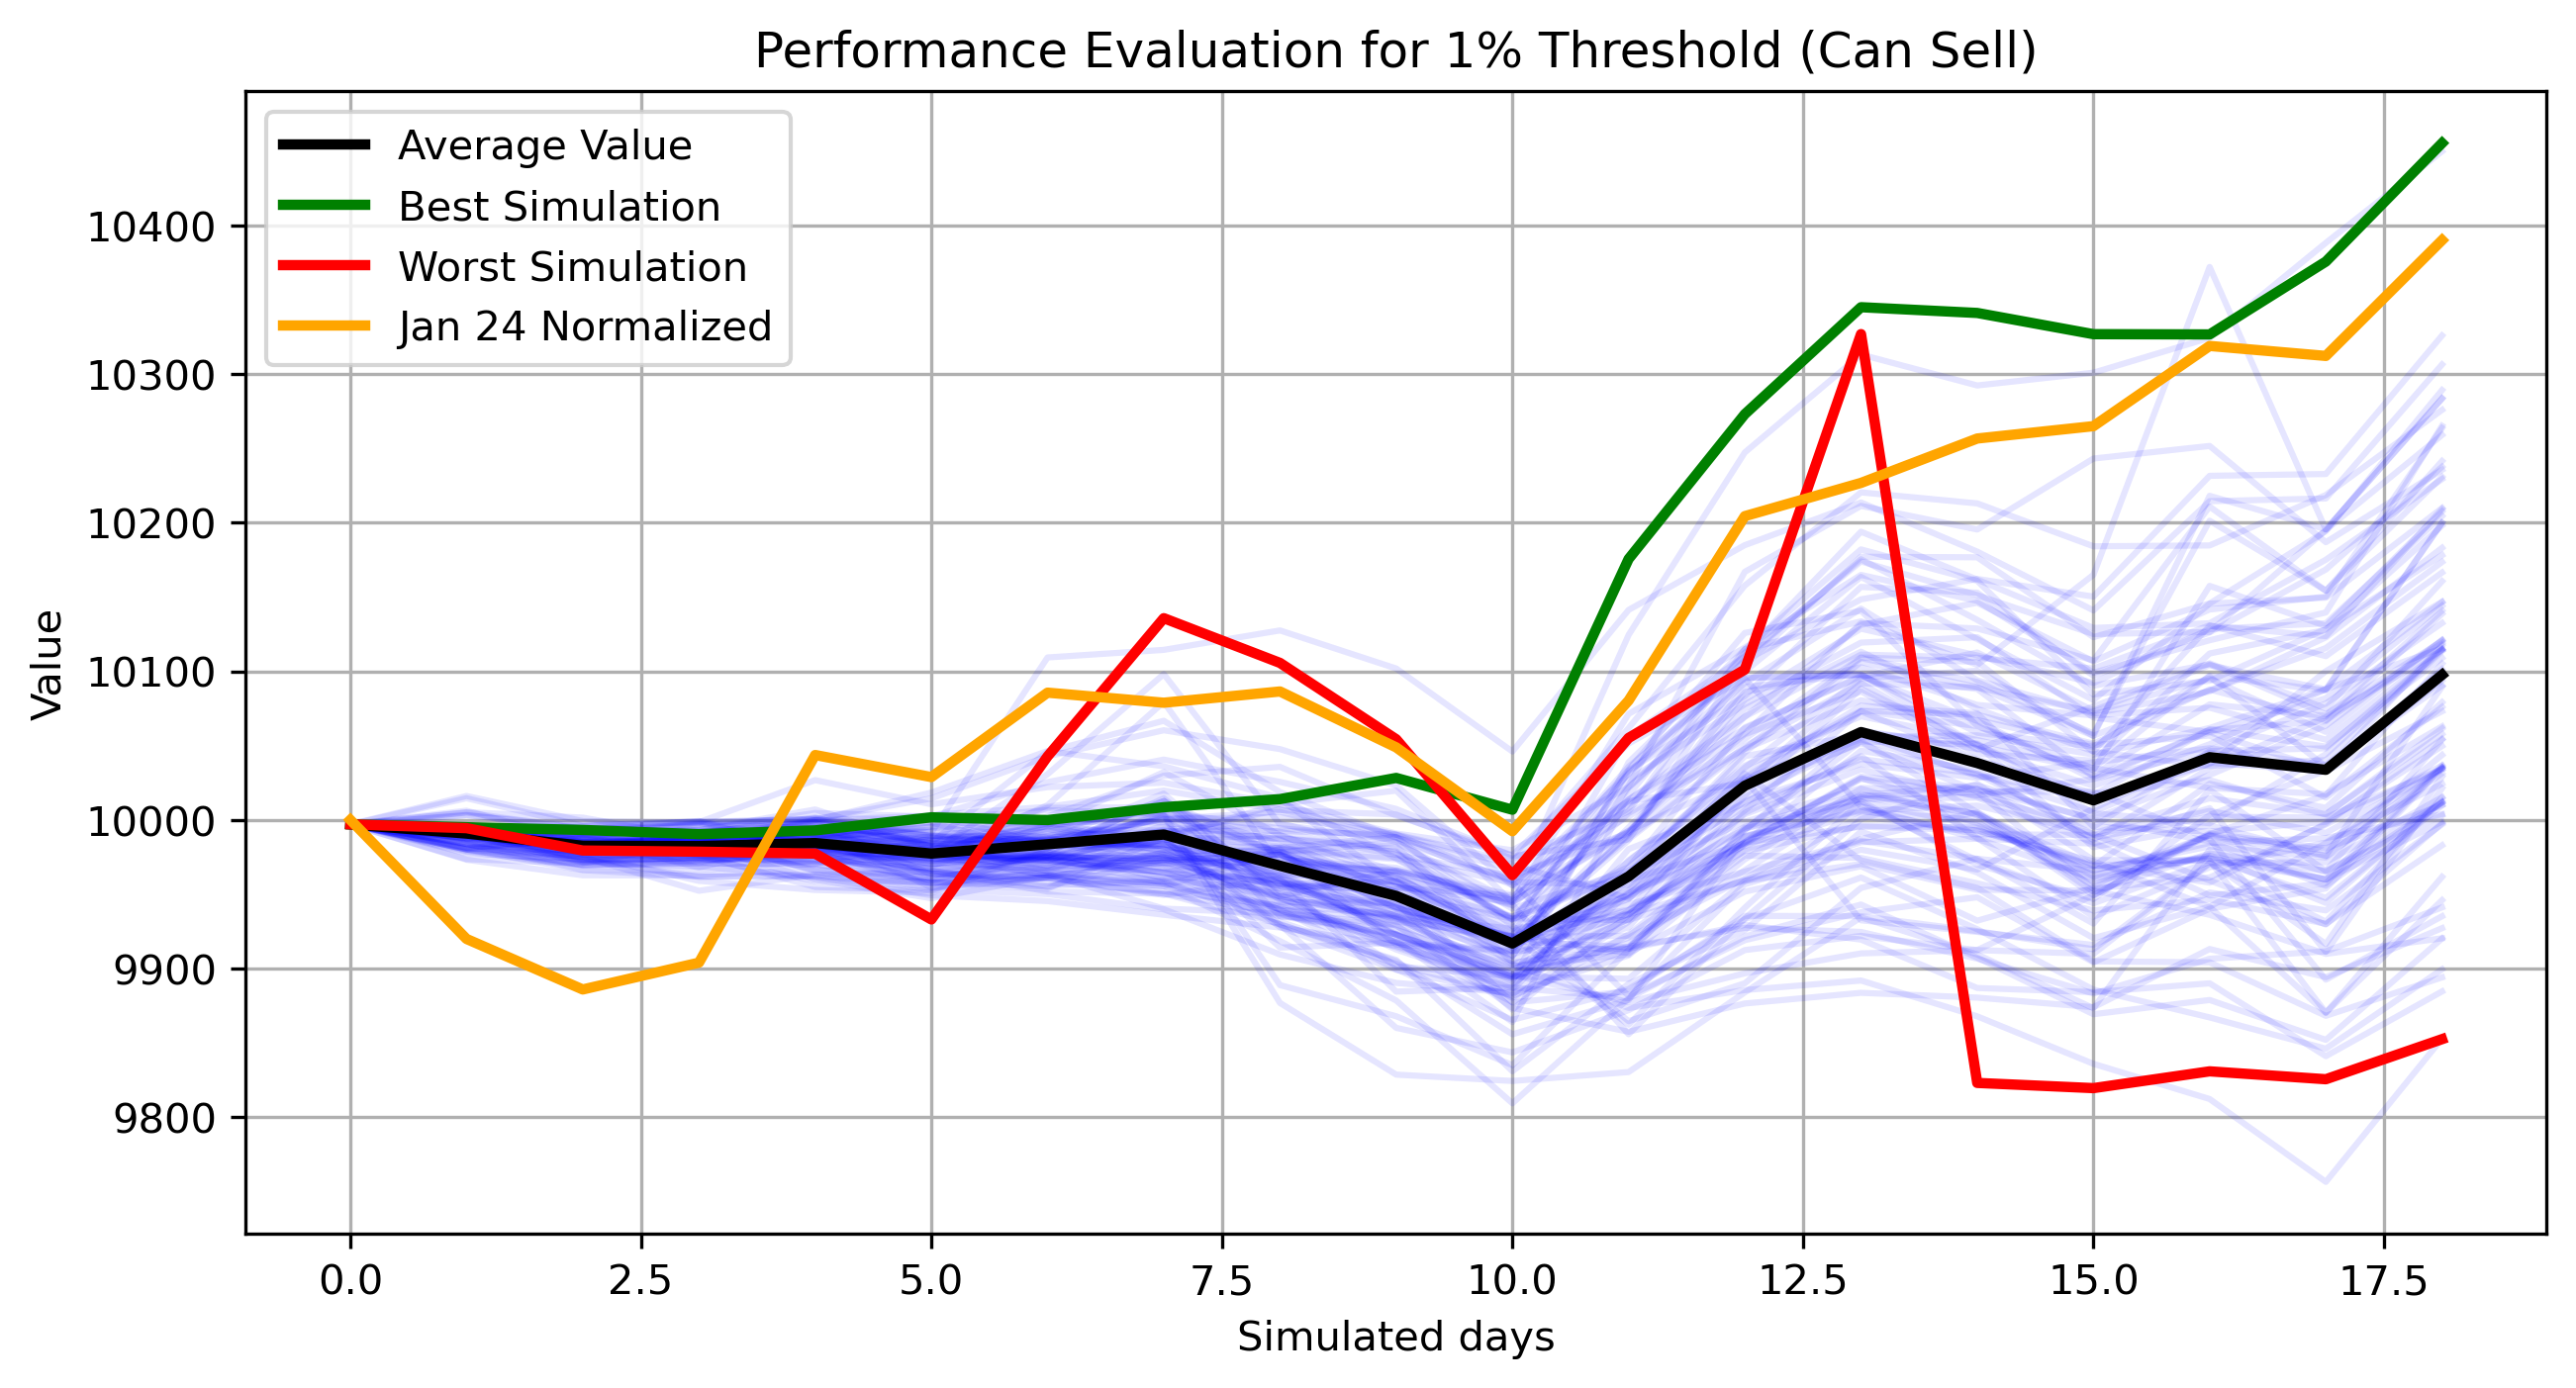 Performance Evaluation for 1% Threshold (Can Sell)
Average Value
Best Simulation
Worst Simulation
Jan 24 Normalized
10400
10300
10200
10100
10000
9900
9800
Value
0.0 2.5 5.0 7.5 10.0 12.5 15.0 17.5
Simulated days